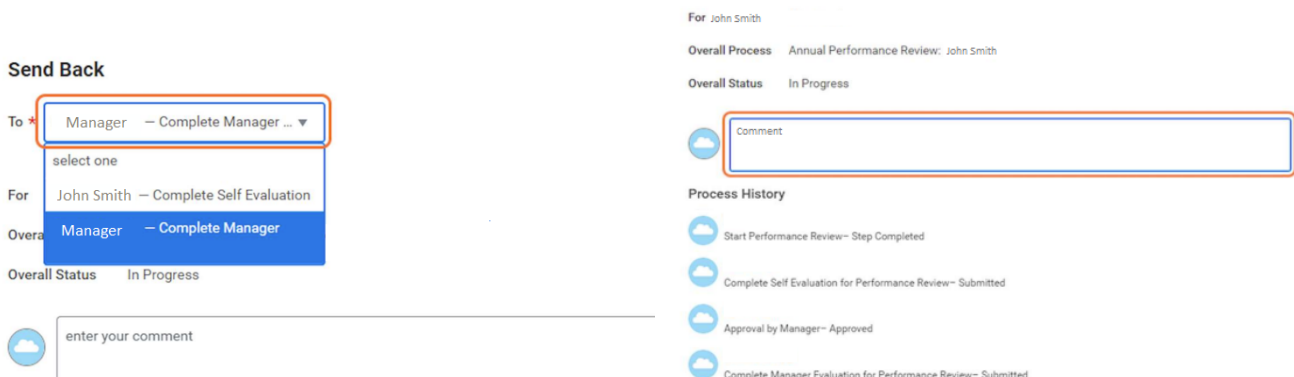 Send Back
To * Manager – Complete Manager ...
select one
For John Smith – Complete Self Evaluation
Overa Manager – Complete Manager
Overall Status In Progress
enter your comment
For John Smith
Overall Process Annual Performance Review: John Smith
Overall Status In Progress
Comment
Process History
Start Performance Review– Step Completed
Complete Self Evaluation for Performance Review– Submitted
Approval by Manager– Approved
Complete Manager Evaluation for Performance Review– Submitted